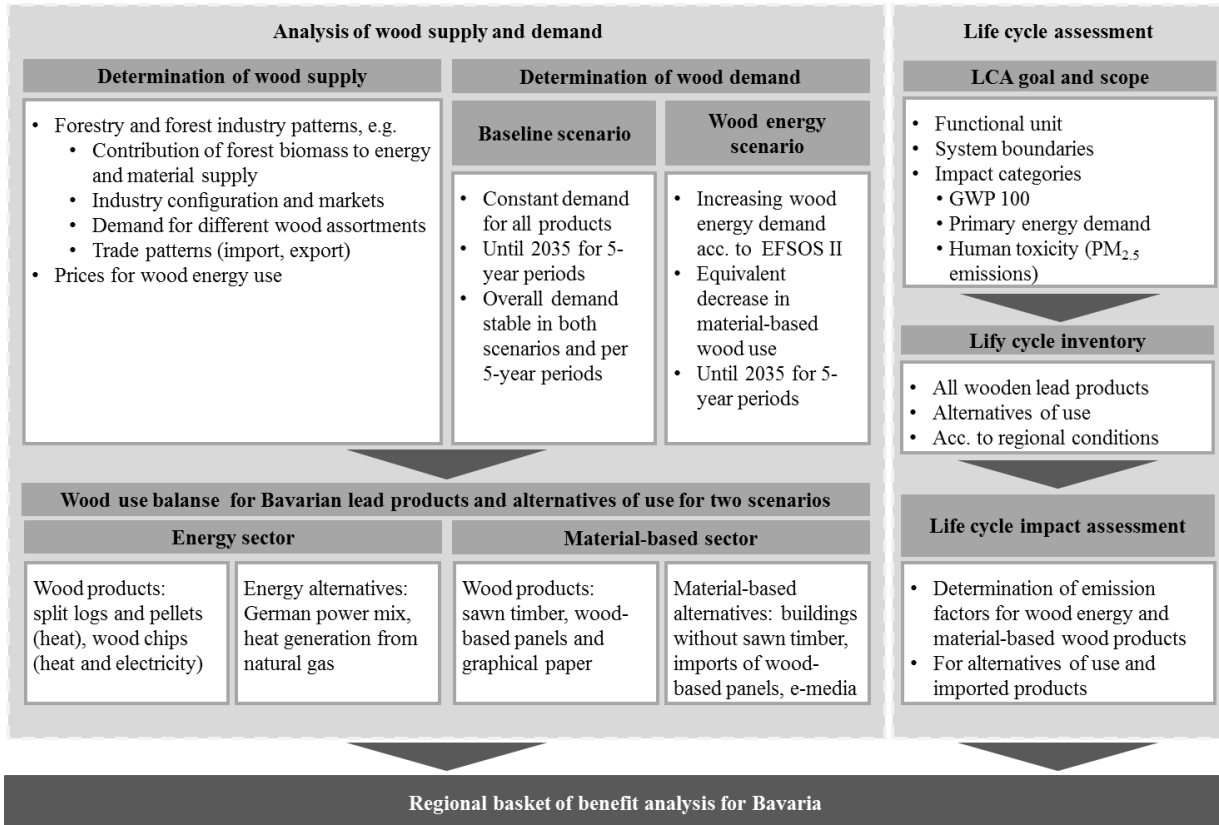 Analysis of wood supply and demand
Determination of wood supply
• Forestry and forest industry patterns, e.g.
• Contribution of forest biomass to energy
and material supply
• Industry configuration and markets
• Demand for different wood assortments
• Trade patterns (import, export)
• Prices for wood energy use
Determination of wood demand
Baseline scenario
• Constant demand
for all products
• Until 2035 for 5-
year periods
• Overall demand
stable in both
scenarios and per
5-year periods
Wood energy
scenario
• Increasing wood
energy demand
acc. to EFSOS II
• Equivalent
decrease in
material-based
wood use
• Until 2035 for 5-
year periods
Wood use balanse for Bavarian lead products and alternatives of use for two scenarios
Energy sector
Wood products:
split logs and pellets
(heat), wood chips
(heat and electricity)
Energy alternatives:
German power mix,
heat generation from
natural gas
Material-based sector
Wood products:
sawn timber, wood-
based panels and
graphical paper
Material-based
alternatives: buildings
without sawn timber,
imports of wood-
based panels, e-media
Life cycle assessment
LCA goal and scope
• Functional unit
• System boundaries
• Impact categories
• GWP 100
• Primary energy demand
• Human toxicity (PM2.5
emissions)
Lify cycle inventory
• All wooden lead products
• Alternatives of use
• Acc. to regional conditions
Life cycle impact assessment
• Determination of emission
factors for wood energy and
material-based wood products
• For alternatives of use and
imported products
Regional basket of benefit analysis for Bavaria